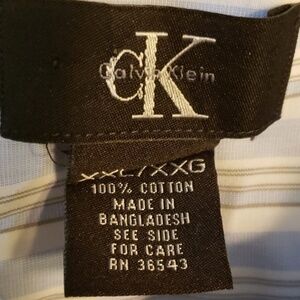 cK
Calvin Klein
XXL/XXG
100% COTTON
MADE IN
BANGLADESH
SEE SIDE
FOR CARE
RN 36543